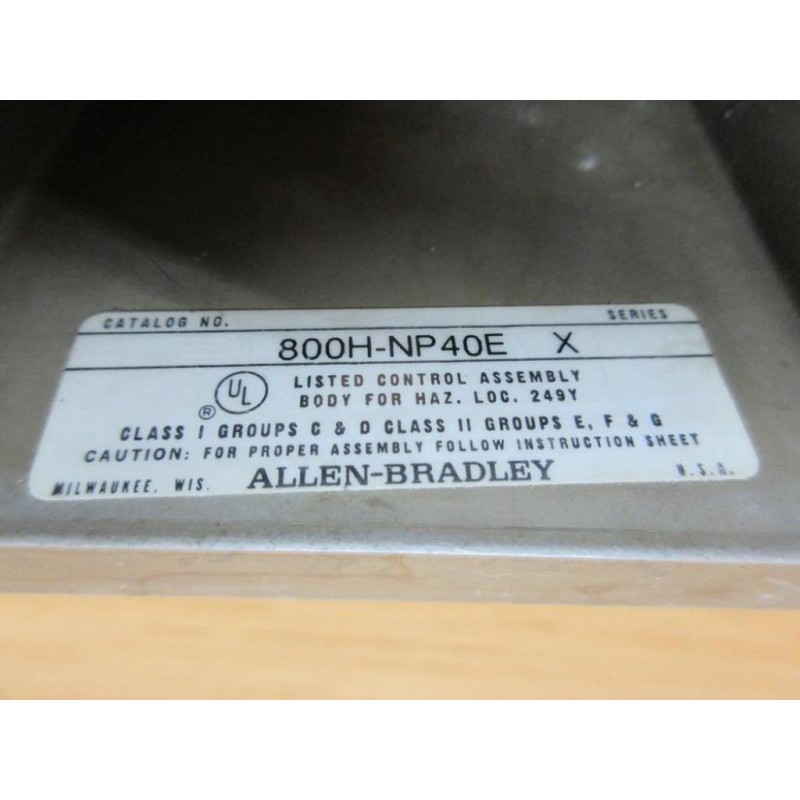 CATALOG NO. SERIES
800H-NP40E X
UL ® LISTED CONTROL ASSEMBLY
BODY FOR HAZ. LOC. 249Y
CLASS I GROUPS C & D CLASS II GROUPS E, F & G
CAUTION: FOR PROPER ASSEMBLY FOLLOW INSTRUCTION SHEET
MILWAUKEE, WIS. ALLEN-BRADLEY U.S.A.